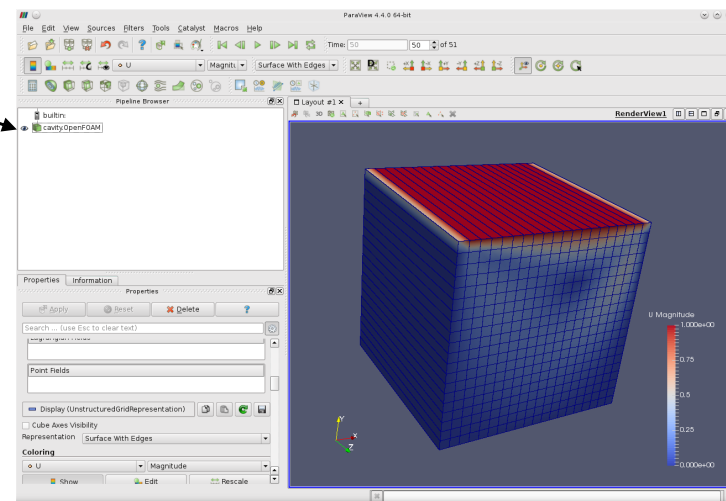 ParaView 4.4.0 64-bit
File Edit View Sources Filters Tools Catalyst Macros Help
Time: 50 50 of 51
U Magnitu Surface With Edges
Pipeline Browser
builtin:
cavity.OpenFOAM
Layout #1 × +
3D
RenderView1
Properties Information
Properties
Apply Reset Delete ?
Search ... (use Esc to clear text)
Lagrangian Fields
Point Fields
Display (UnstructuredGridRepresentation)
Cube Axes Visibility
Representation Surface With Edges
Coloring
U Magnitude
Show Edit Rescale
U Magnitude
1.000e+00
0.75
0.5
0.25
0.000e+00
Y
X
Z